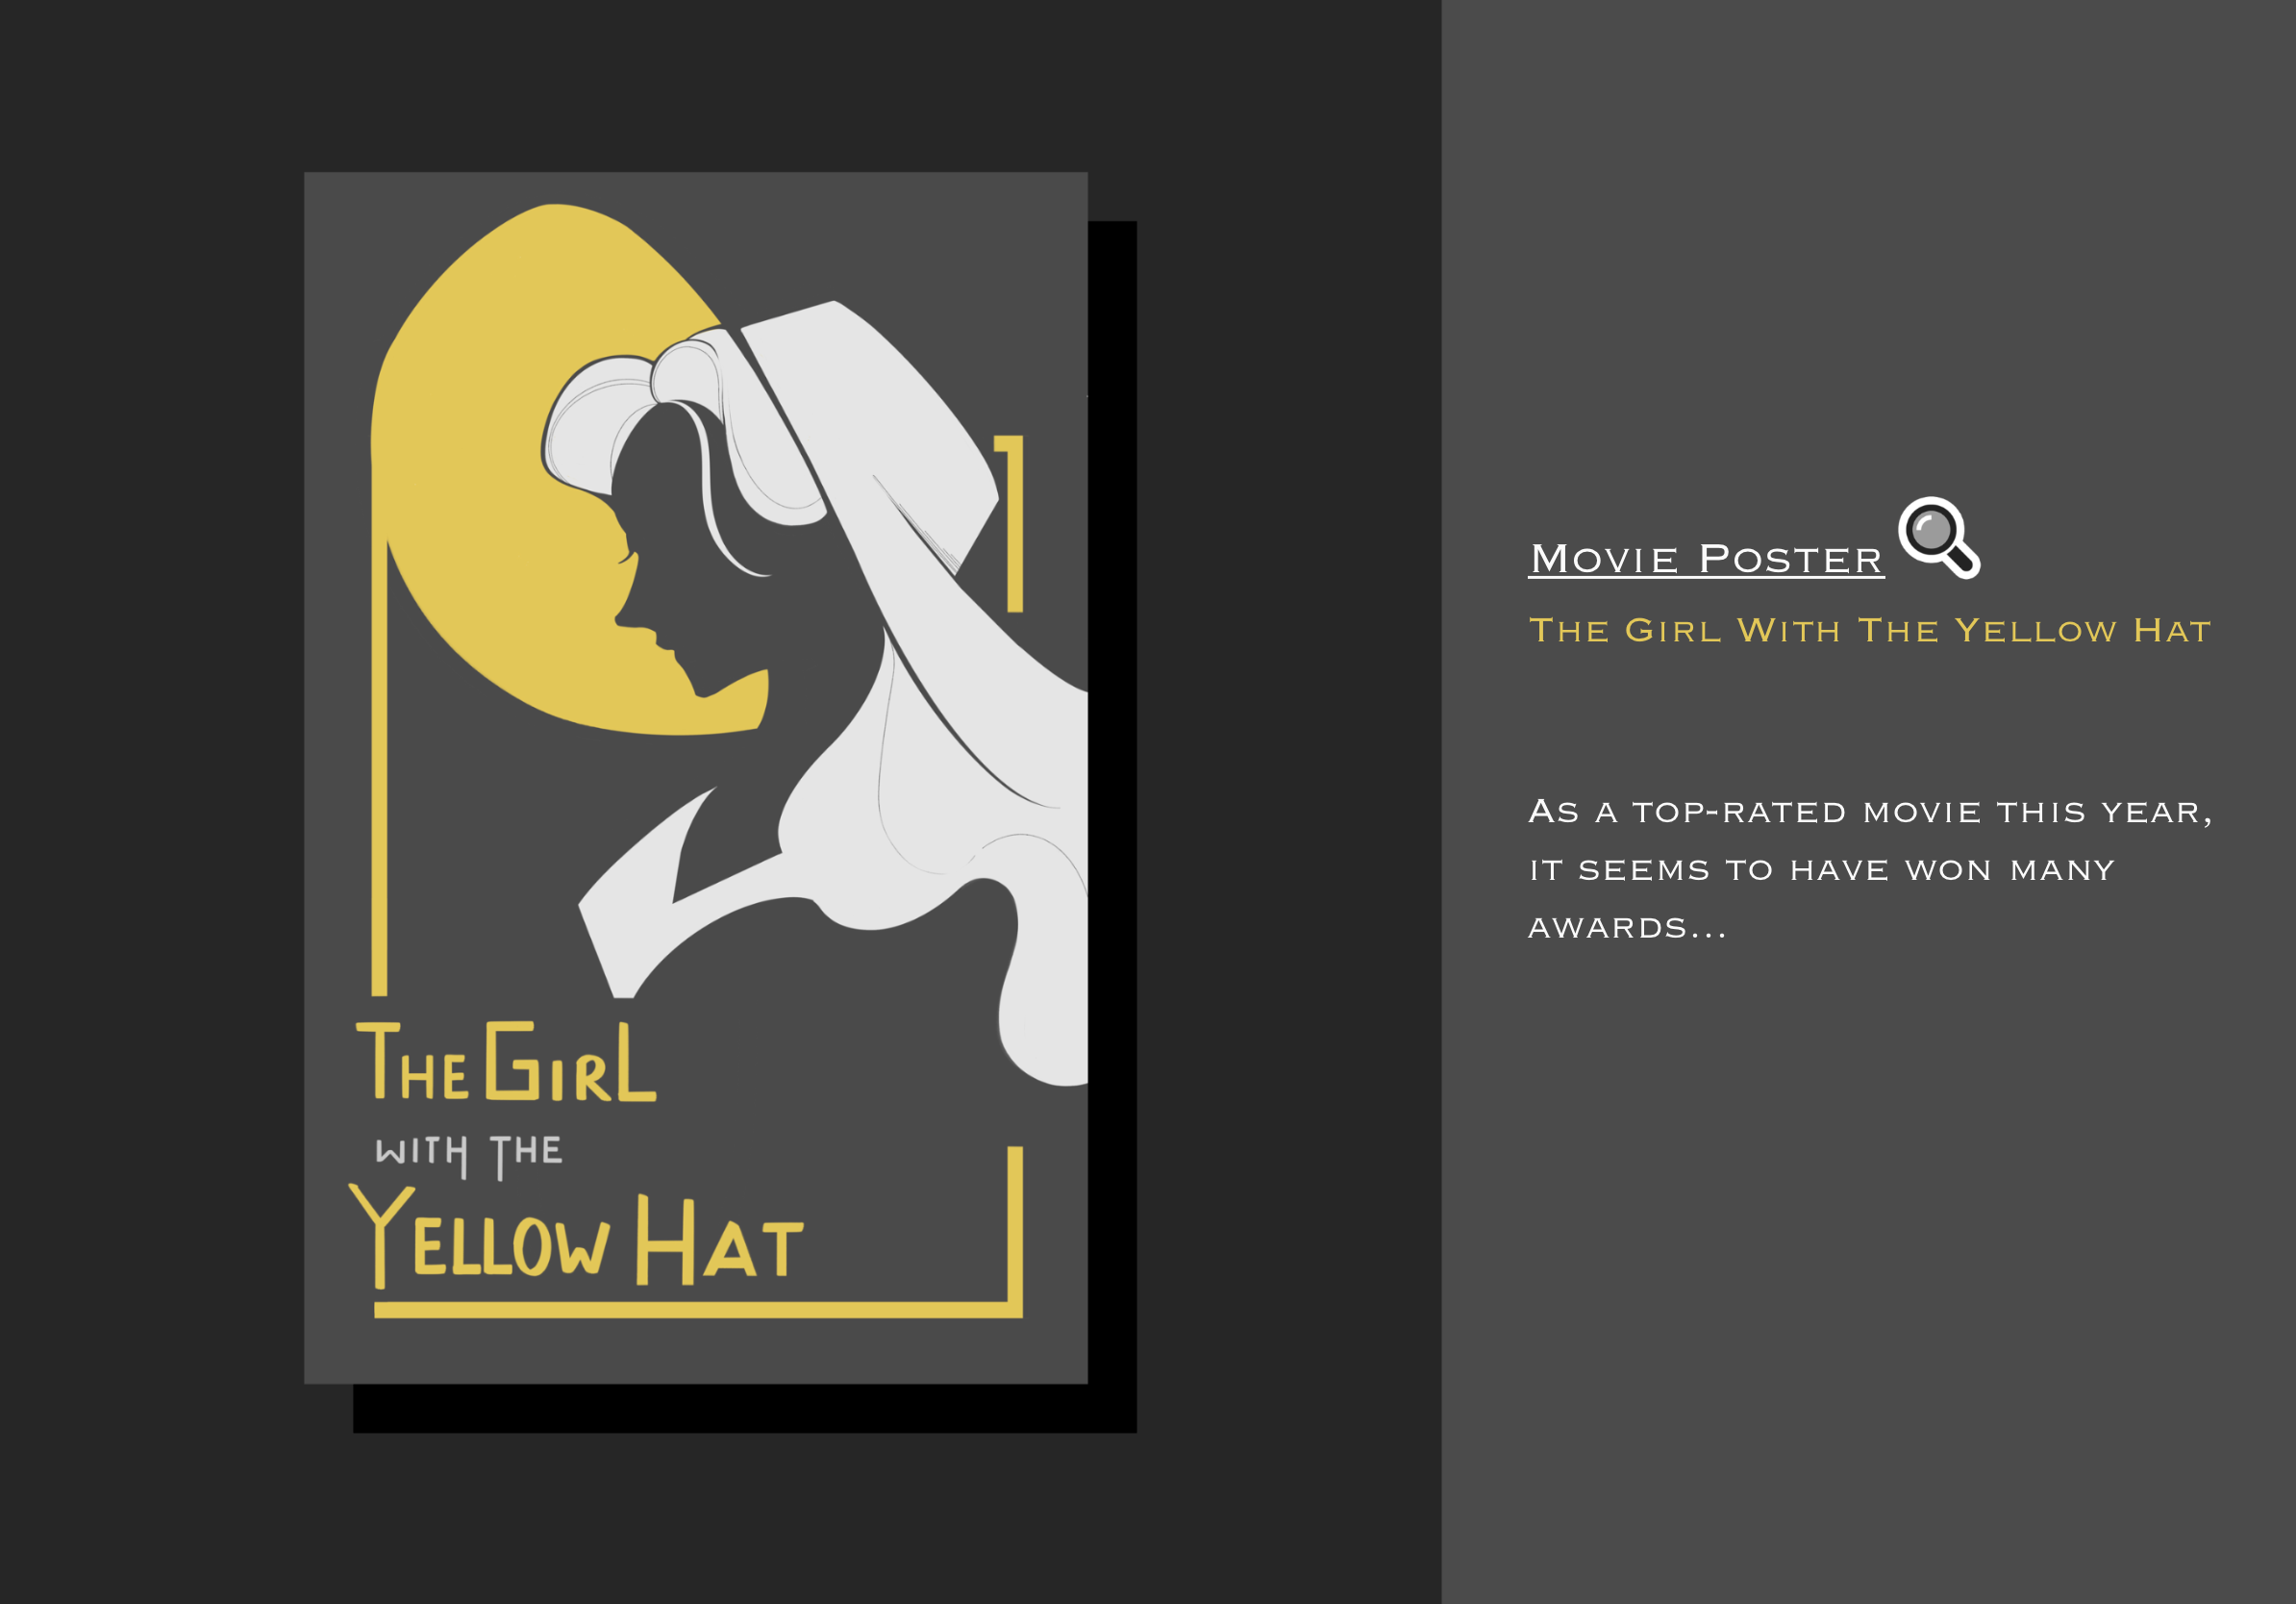 The Girl
with the
Yellow Hat
Movie Poster
The Girl With The Yellow Hat
As a top-rated movie this year,
it seems to have won many
awards...